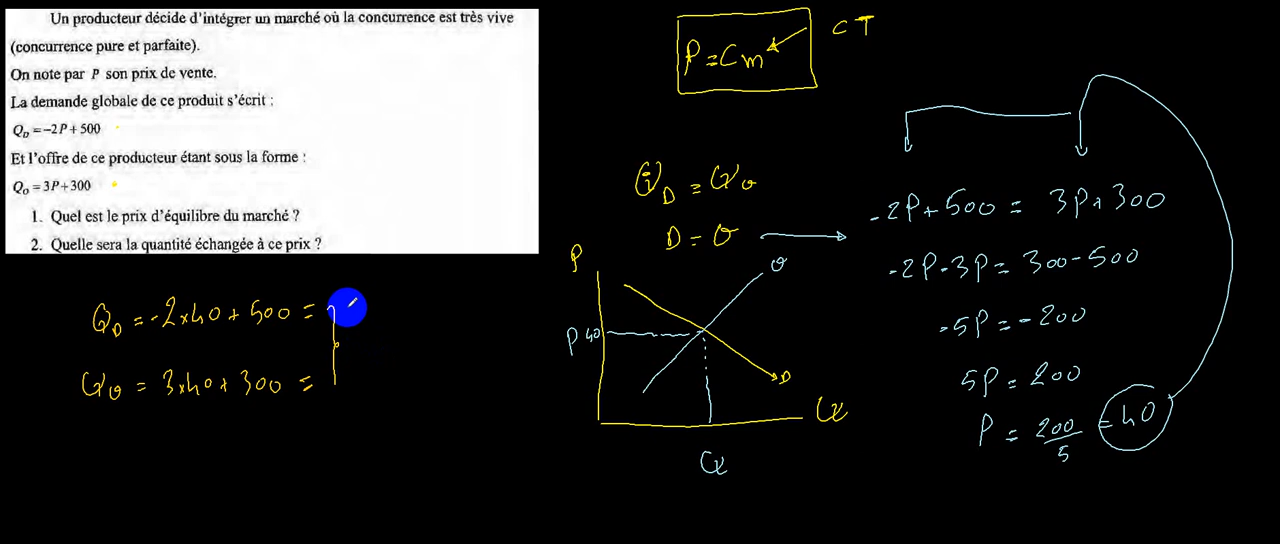 Un producteur décide d'intégrer un marché où la concurrence est très vive
(concurrence pure et parfaite).
On note par P son prix de vente.
La demande globale de ce produit s'écrit :
Q_D = -2P + 500
Et l'offre de ce producteur étant sous la forme :
Q_O = 3P + 300
1. Quel est le prix d'équilibre du marché ?
2. Quelle sera la quantité échangée à ce prix ?
Q_D = -2x40 + 500 =
Q_O = 3x40 + 300 =
P = Cm
CT
Q_D = Q_O
D = O
P
O
P 40
D
Q
Q
-2P + 500 = 3P + 300
-2P - 3P = 300 - 500
-5P = -200
5P = 200
P = 200/5 = 40